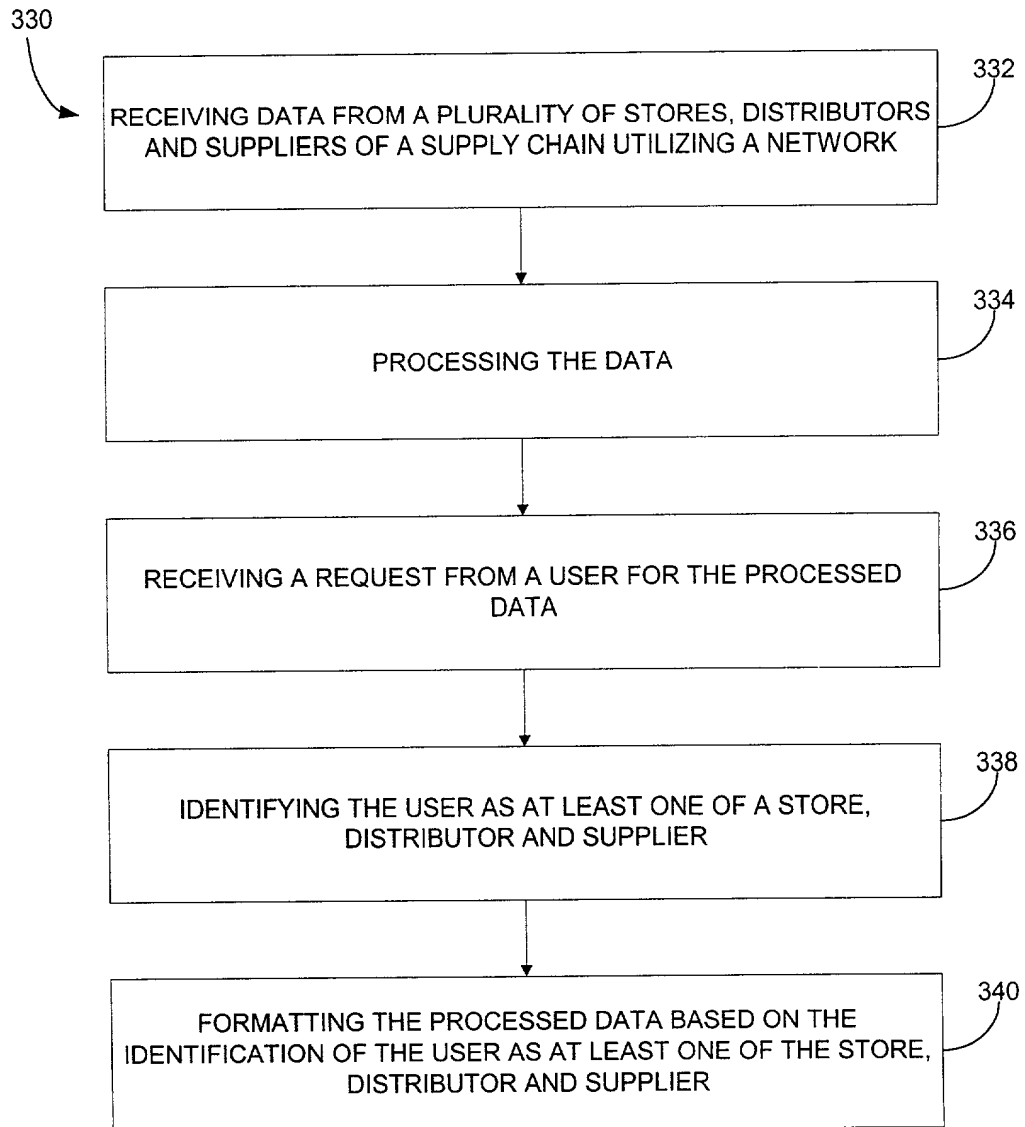 330
332
RECEIVING DATA FROM A PLURALITY OF STORES, DISTRIBUTORS
AND SUPPLIERS OF A SUPPLY CHAIN UTILIZING A NETWORK
334
PROCESSING THE DATA
336
RECEIVING A REQUEST FROM A USER FOR THE PROCESSED
DATA
338
IDENTIFYING THE USER AS AT LEAST ONE OF A STORE,
DISTRIBUTOR AND SUPPLIER
340
FORMATTING THE PROCESSED DATA BASED ON THE
IDENTIFICATION OF THE USER AS AT LEAST ONE OF THE STORE,
DISTRIBUTOR AND SUPPLIER